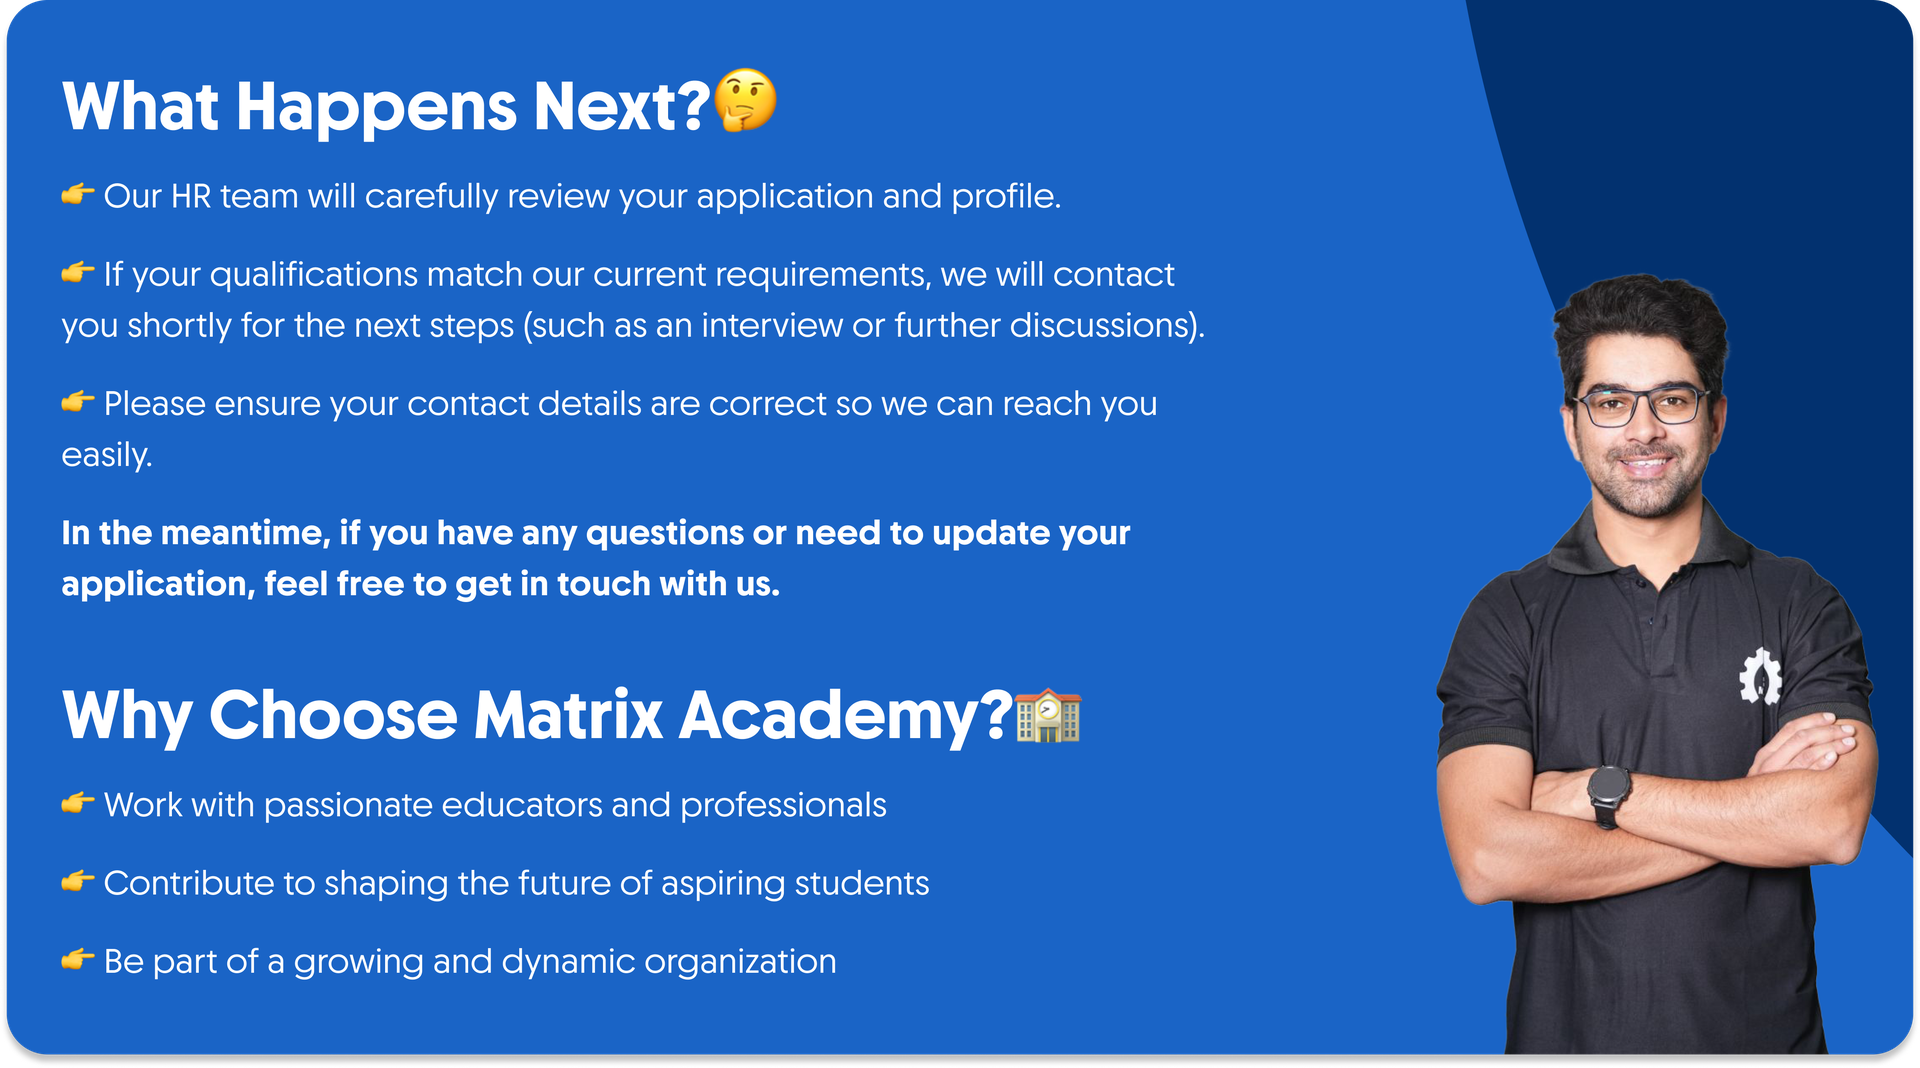 What Happens Next?🤔
👉 Our HR team will carefully review your application and profile.
👉 If your qualifications match our current requirements, we will contact
you shortly for the next steps (such as an interview or further discussions).
👉 Please ensure your contact details are correct so we can reach you
easily.
In the meantime, if you have any questions or need to update your
application, feel free to get in touch with us.
Why Choose Matrix Academy?🏫
👉 Work with passionate educators and professionals
👉 Contribute to shaping the future of aspiring students
👉 Be part of a growing and dynamic organization